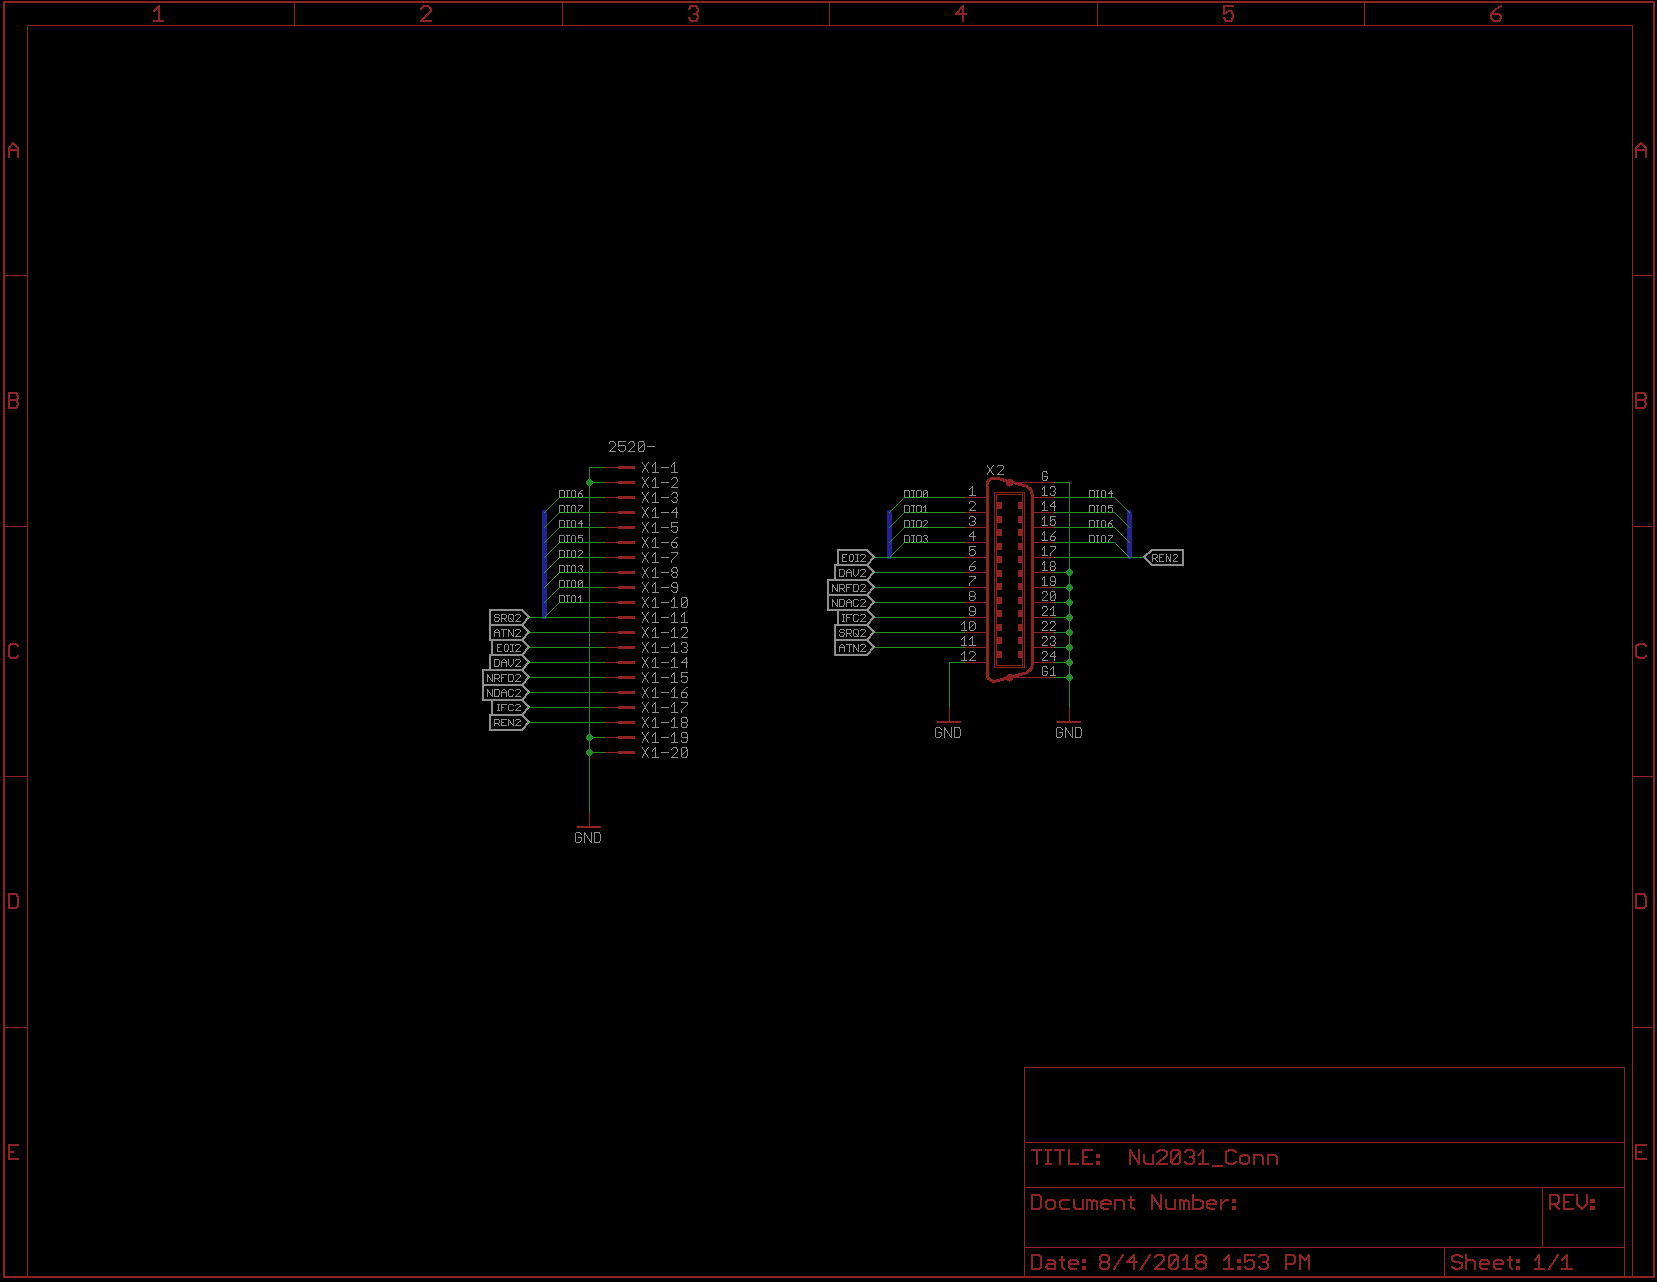 1 2 3 4 5 6
A A
B B
C C
D D
E E
2520-
X1-1
X1-2
DIO6 X1-3
DIO7 X1-4
DIO4 X1-5
DIO5 X1-6
DIO2 X1-7
DIO3 X1-8
DIO0 X1-9
DIO1 X1-10
SRQ2 X1-11
ATN2 X1-12
EOI2 X1-13
DAV2 X1-14
NRFD2 X1-15
NDAC2 X1-16
IFC2 X1-17
REN2 X1-18
X1-19
X1-20
GND
X2 G
DIO0 1 13 DIO4
DIO1 2 14 DIO5
DIO2 3 15 DIO6
DIO3 4 16 DIO7
EOI2 5 17 REN2
DAV2 6 18
NRFD2 7 19
NDAC2 8 20
IFC2 9 21
SRQ2 10 22
ATN2 11 23
12 24
G1
GND GND
TITLE: Nu2031_Conn
Document Number: REV:
Date: 8/4/2018 1:53 PM Sheet: 1/1